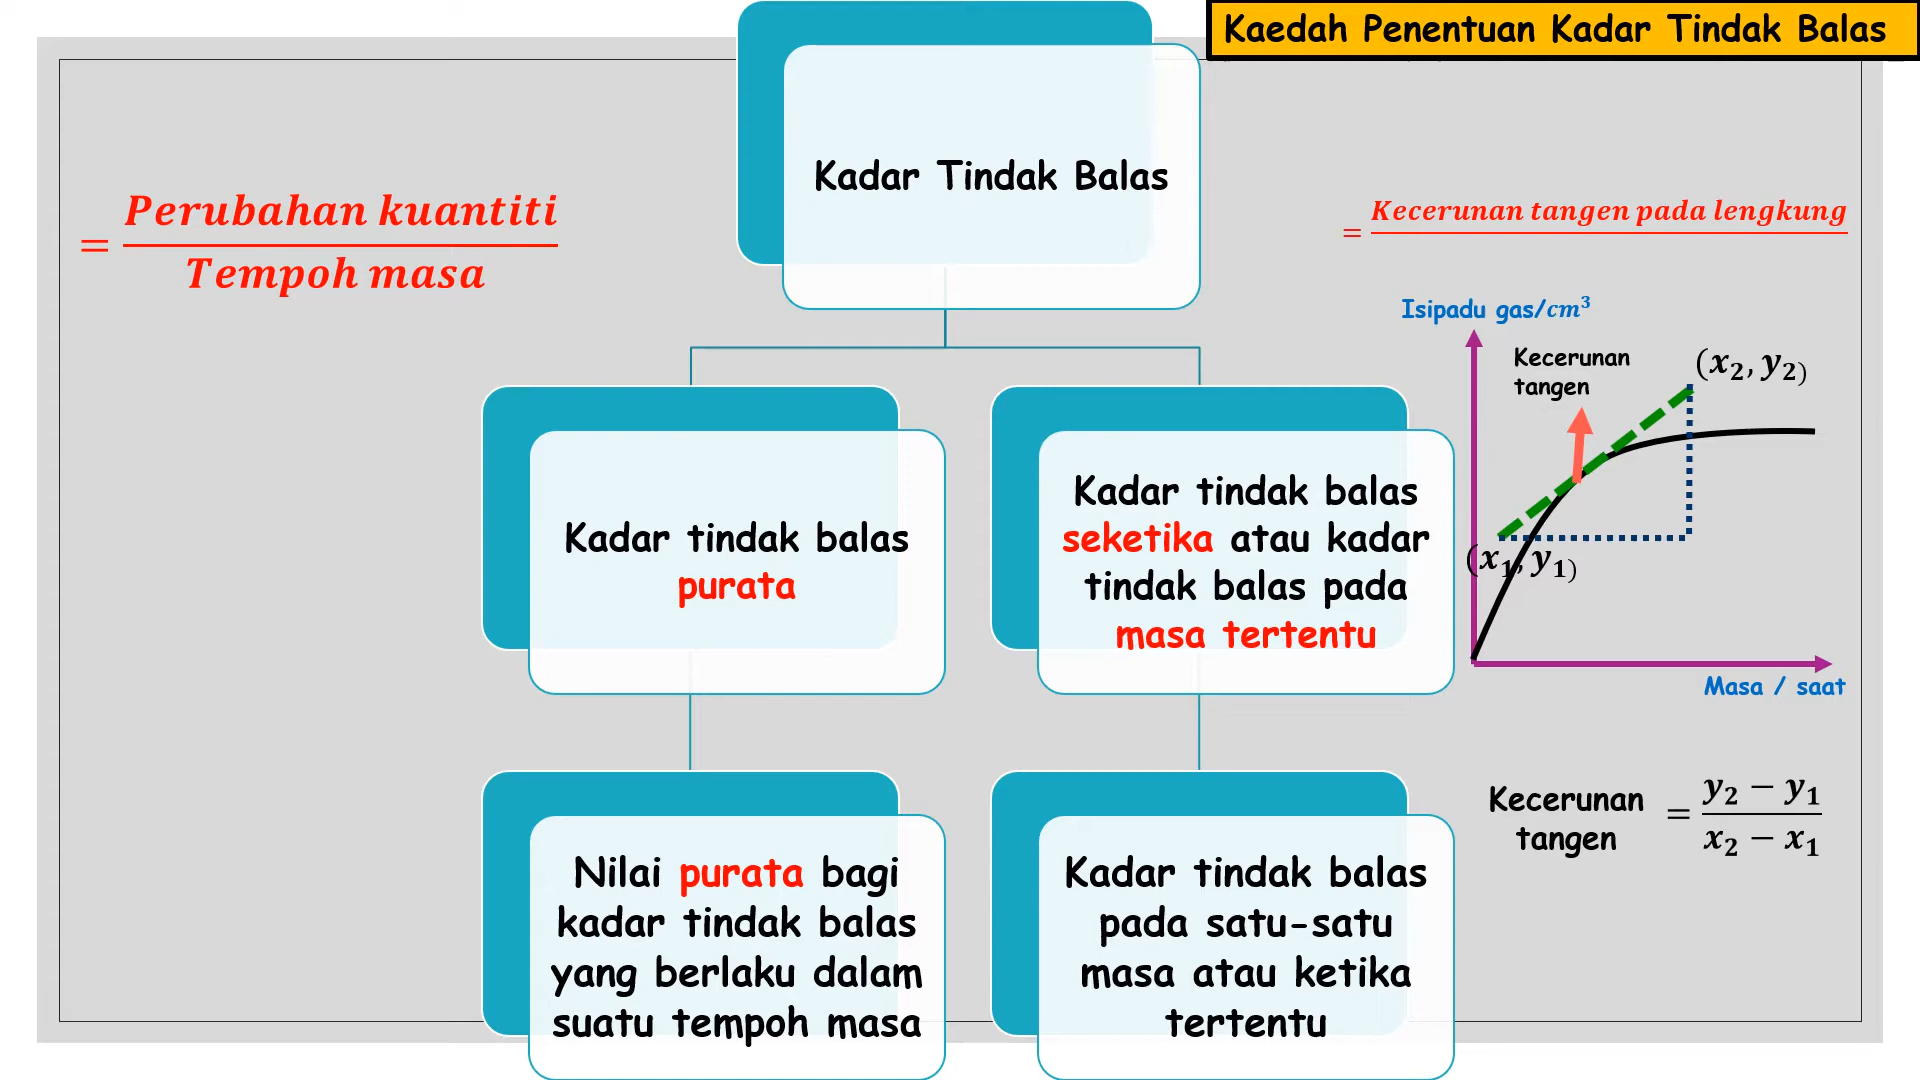 Kaedah Penentuan Kadar Tindak Balas
Kadar Tindak Balas
= Perubahan kuantiti / Tempoh masa
= Kecerunan tangen pada lengkung
Kadar tindak balas
purata
Nilai purata bagi
kadar tindak balas
yang berlaku dalam
suatu tempoh masa
Kadar tindak balas
seketika atau kadar
tindak balas pada
masa tertentu
Kadar tindak balas
pada satu-satu
masa atau ketika
tertentu
Isipadu gas/cm³
Kecerunan
tangen
(x₂, y₂)
(x₁, y₁)
Masa / saat
Kecerunan
tangen
= y₂ − y₁ / x₂ − x₁